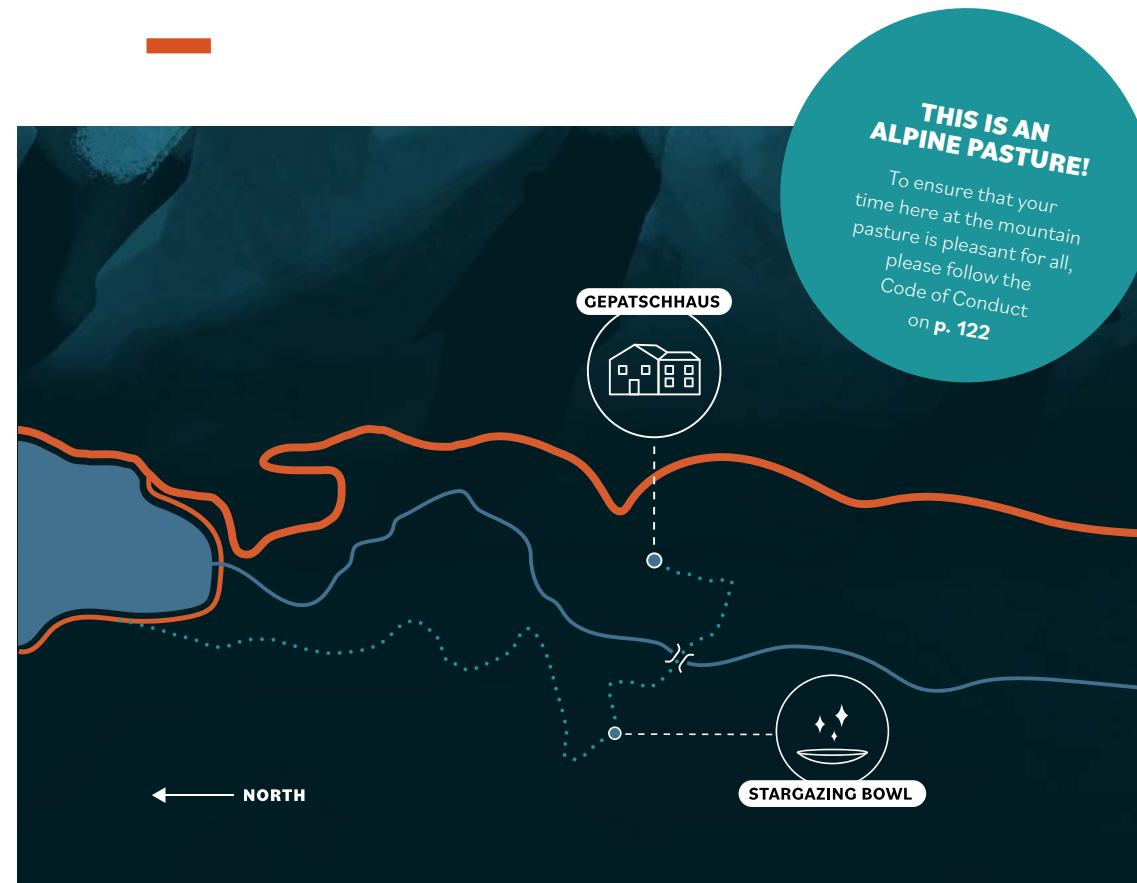 THIS IS AN
ALPINE PASTURE!
To ensure that your
time here at the mountain
pasture is pleasant for all,
please follow the
Code of Conduct
on p. 122
GEPATSCHHAUS
STARGAZING BOWL
NORTH